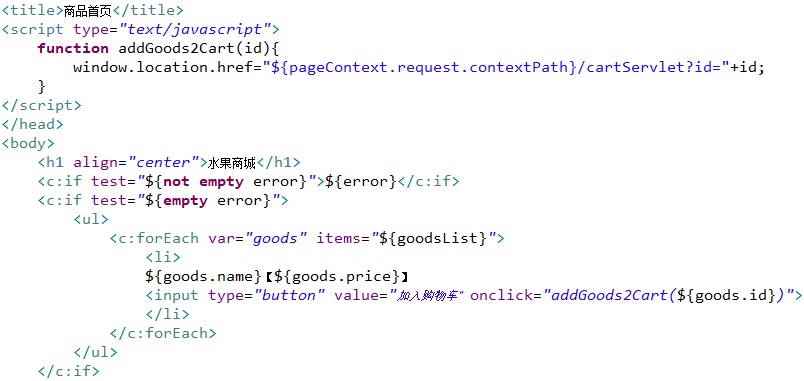 <title>商品首页</title>
<script type="text/javascript">
    function addGoods2Cart(id){
        window.location.href="${pageContext.request.contextPath}/cartServlet?id="+id;
    }
</script>
</head>
<body>
    <h1 align="center">水果商城</h1>
    <c:if test="${not empty error}">${error}</c:if>
    <c:if test="${empty error}">
        <ul>
            <c:forEach var="goods" items="${goodsList}">
                <li>
                ${goods.name}【${goods.price}】
                <input type="button" value="加入购物车" onclick="addGoods2Cart(${goods.id})">
                </li>
            </c:forEach>
        </ul>
    </c:if>